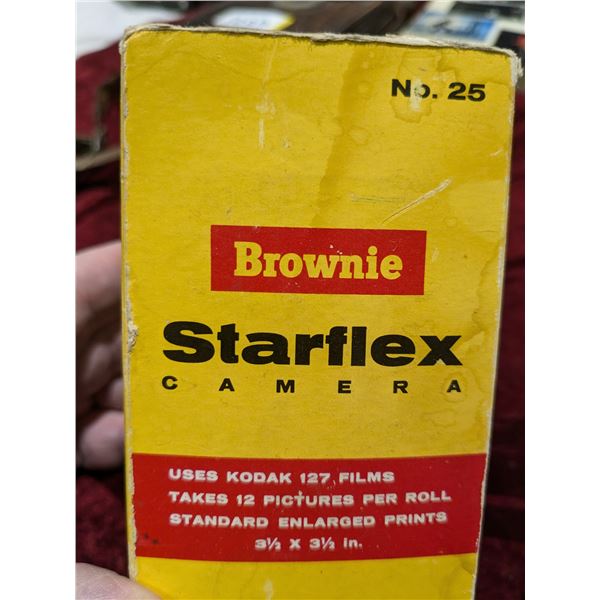 No. 25
Brownie
Starflex
CAMERA
USES KODAK 127 FILMS
TAKES 12 PICTURES PER ROLL
STANDARD ENLARGED PRINTS
3½ X 3½ in.